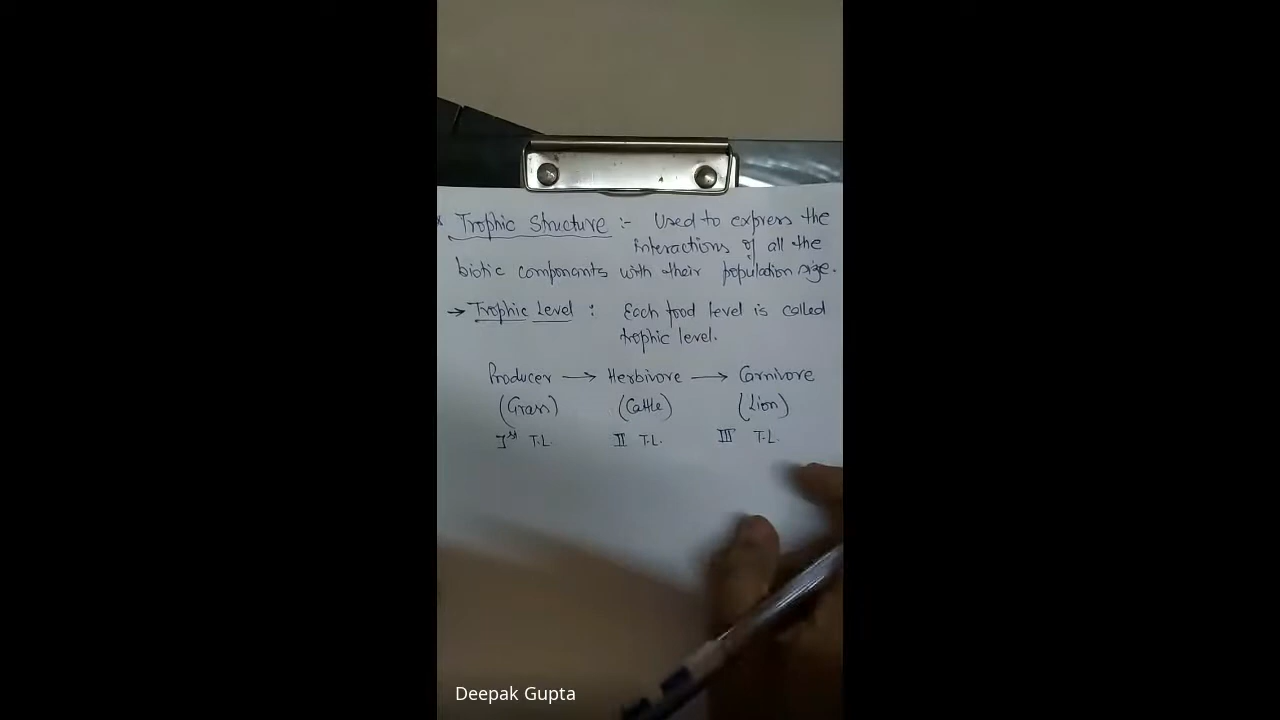 * Trophic Structure :- Used to express the
interactions of all the
biotic components with their population size.
→ Trophic Level : Each food level is called
trophic level.
Producer → Herbivore → Carnivore
(Grass) (Cattle) (Lion)
Ist T.L. II T.L. III T.L.
Deepak Gupta